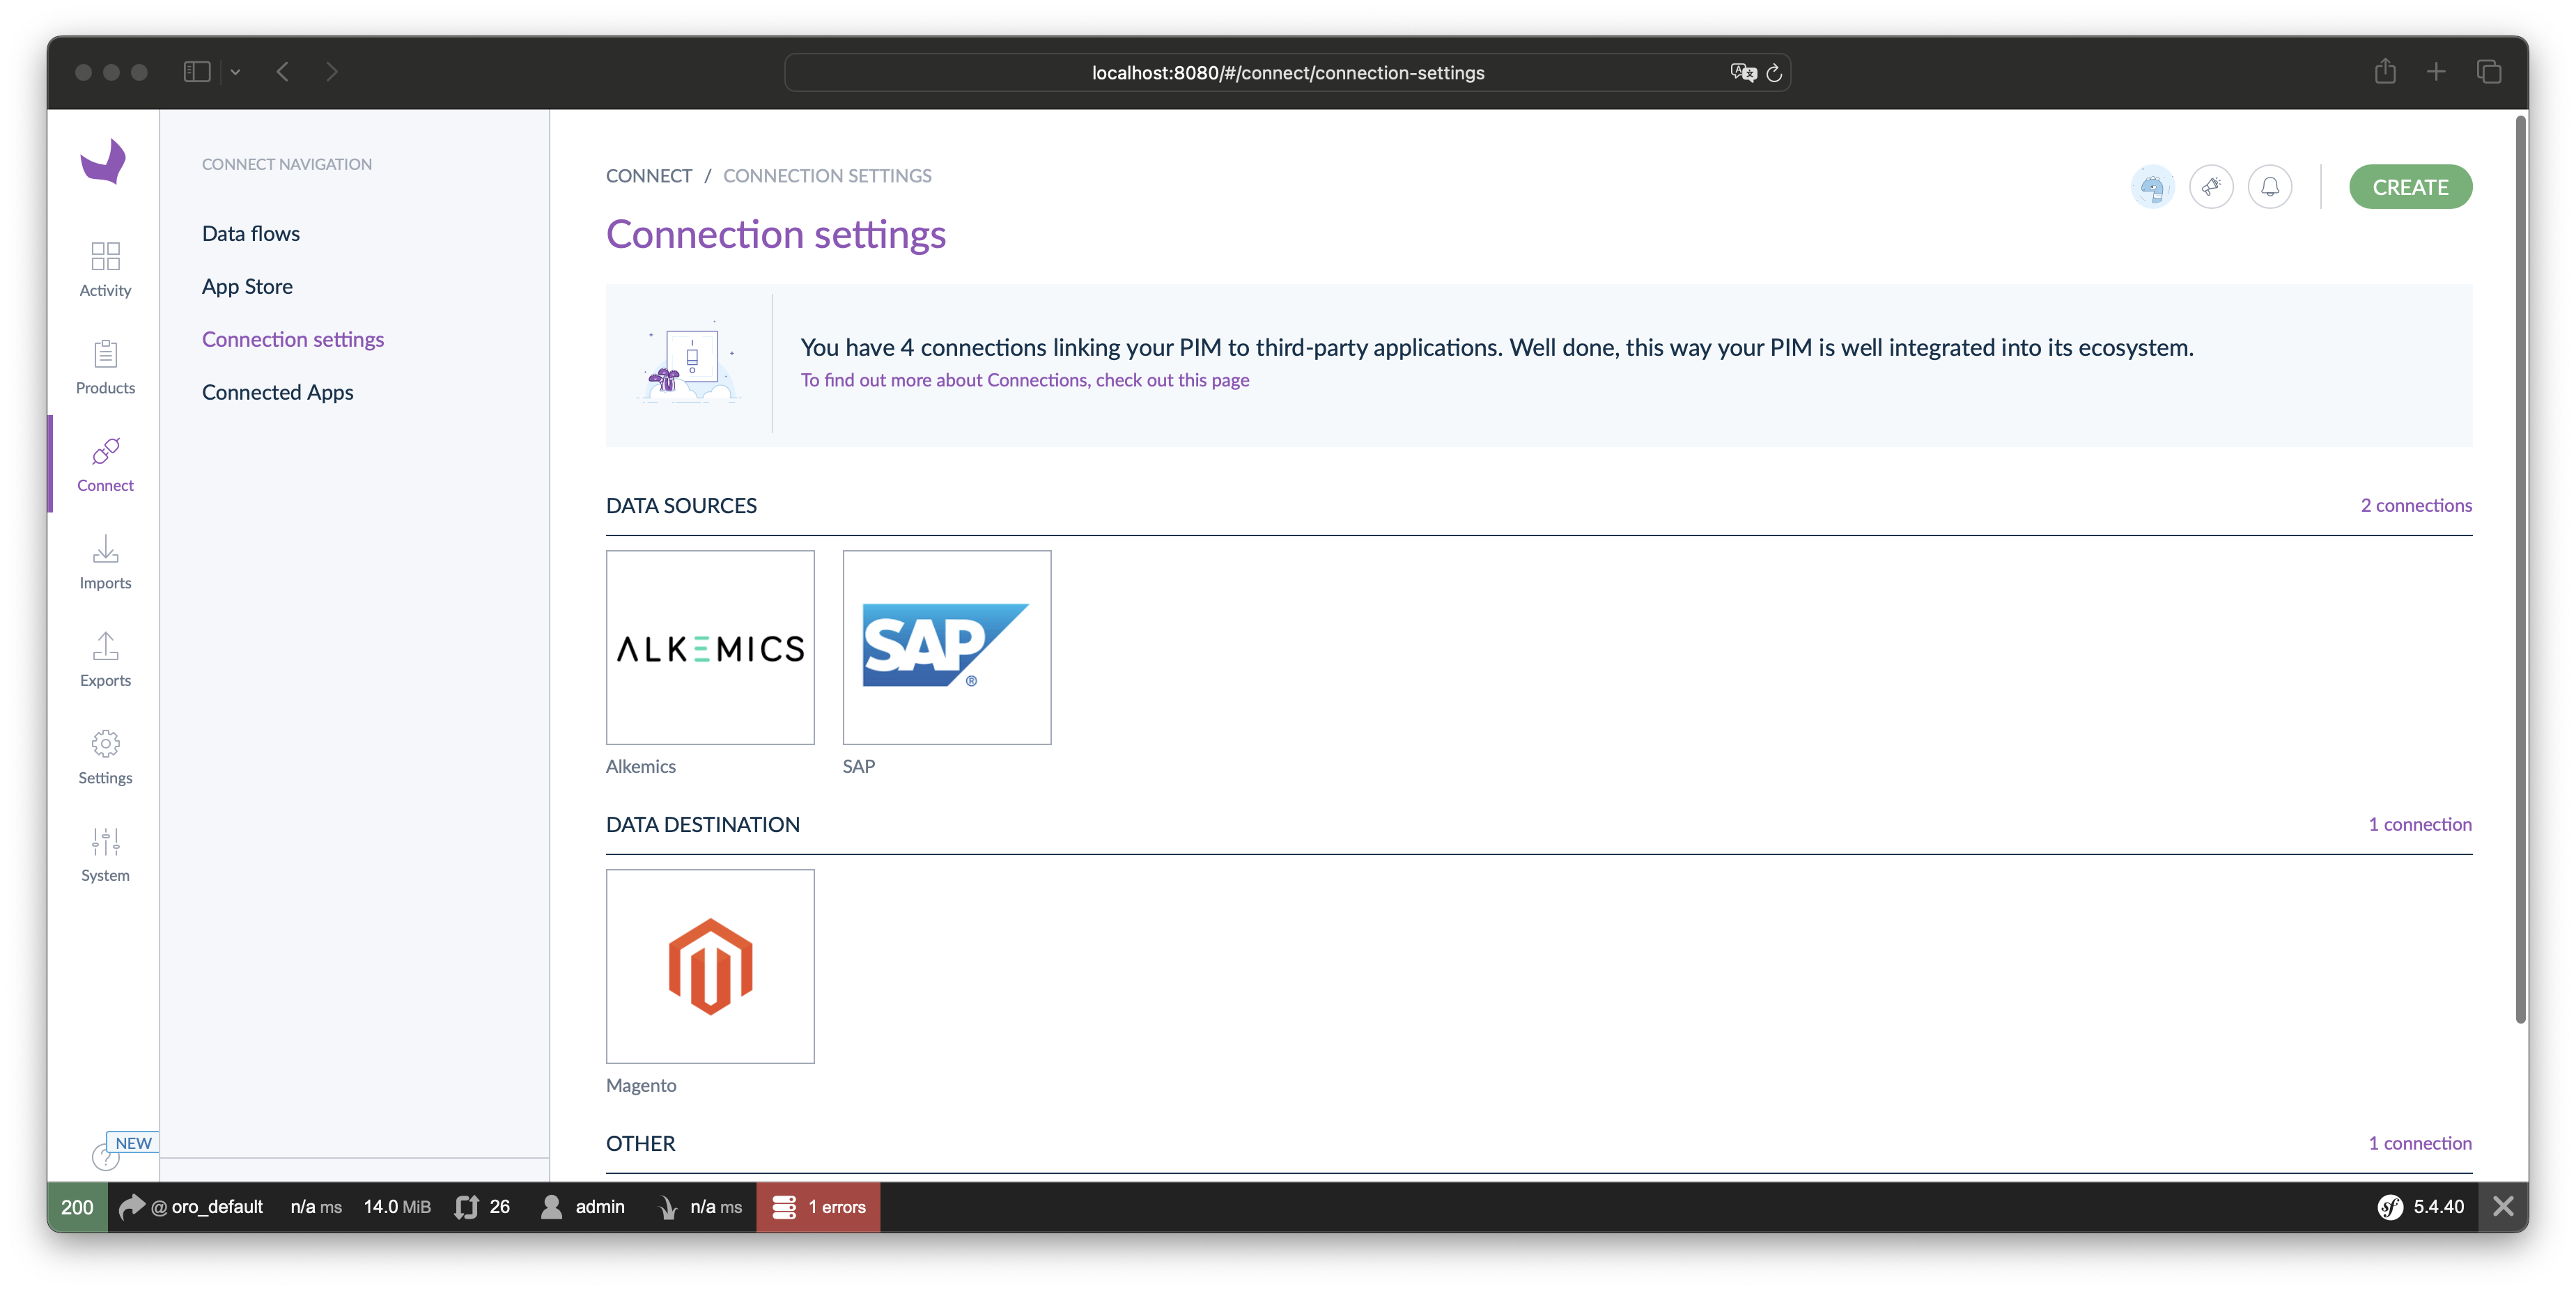 localhost:8080/#/connect/connection-settings
CONNECT NAVIGATION
Data flows
App Store
Connection settings
Connected Apps
Activity
Products
Connect
Imports
Exports
Settings
System
NEW
?
CONNECT / CONNECTION SETTINGS
CREATE
Connection settings
You have 4 connections linking your PIM to third-party applications. Well done, this way your PIM is well integrated into its ecosystem.
To find out more about Connections, check out this page
DATA SOURCES
2 connections
ALKEMICS
SAP
®
Alkemics
SAP
DATA DESTINATION
1 connection
Magento
OTHER
1 connection
200 @ oro_default n/a ms 14.0 MiB 26 admin n/a ms 1 errors sf 5.4.40